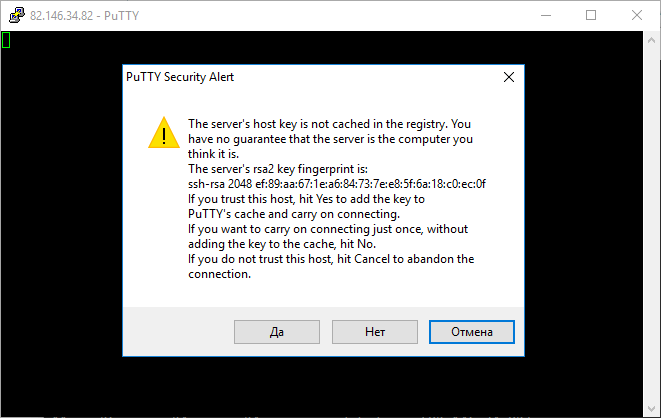 82.146.34.82 - PuTTY
PuTTY Security Alert
The server's host key is not cached in the registry. You
have no guarantee that the server is the computer you
think it is.
The server's rsa2 key fingerprint is:
ssh-rsa 2048 ef:89:aa:67:1e:a6:84:73:7e:e8:5f:6a:18:c0:ec:0f
If you trust this host, hit Yes to add the key to
PuTTY's cache and carry on connecting.
If you want to carry on connecting just once, without
adding the key to the cache, hit No.
If you do not trust this host, hit Cancel to abandon the
connection.
Да
Нет
Отмена